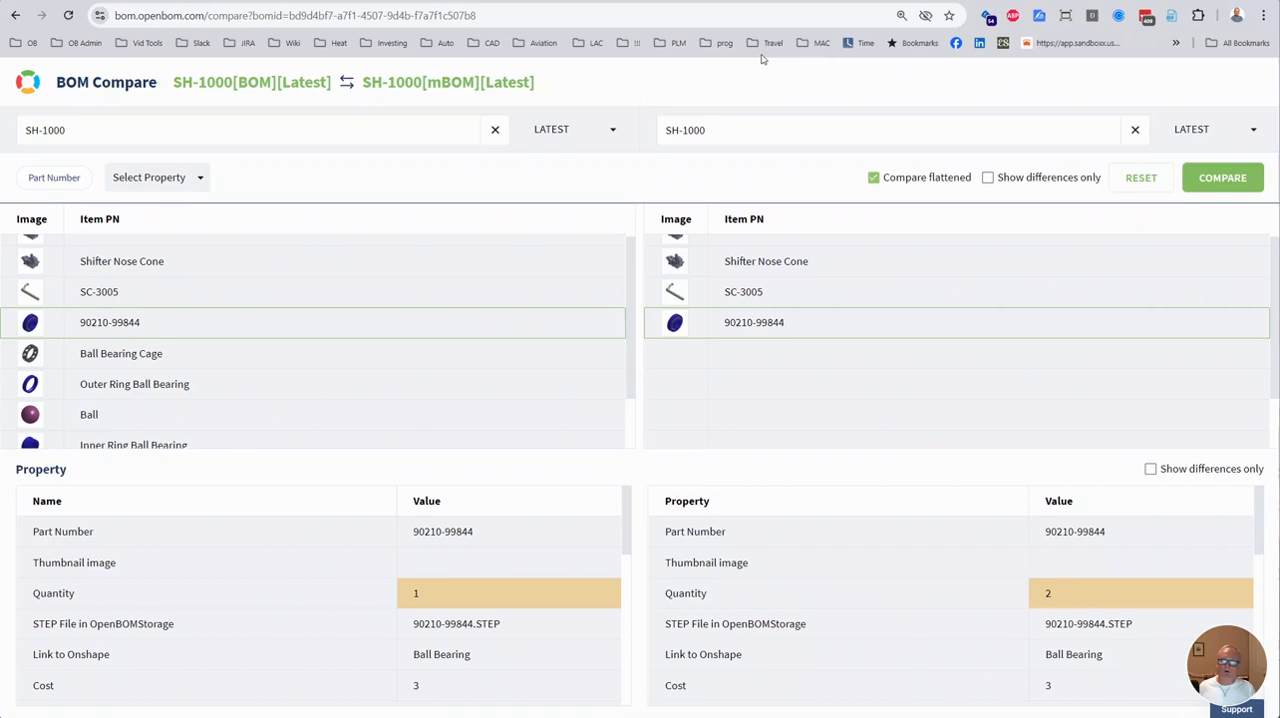 bom.openbom.com/compare?bomid=bd9d4bf7-a7f1-4507-9d4b-f7a7f1c507b8
OB
OB Admin
Vid Tools
Slack
JIRA
Heat
Investing
Auto
CAD
Aviation
LAC
PLM
prog
Travel
MAC
Time
Bookmarks
https://app.sandboxx.us...
All Bookmarks
BOM Compare SH-1000[BOM][Latest] SH-1000[mBOM][Latest]
SH-1000 LATEST SH-1000 LATEST
Part Number Select Property Compare flattened Show differences only RESET COMPARE
Image Item PN Image Item PN
Shifter Nose Cone Shifter Nose Cone
SC-3005 SC-3005
90210-99844 90210-99844
Ball Bearing Cage
Outer Ring Ball Bearing
Ball
Inner Ring Ball Bearing
Property Show differences only
Name Value Property Value
Part Number 90210-99844 Part Number 90210-99844
Thumbnail image Thumbnail image
Quantity 1 Quantity 2
STEP File in OpenBOMStorage 90210-99844.STEP STEP File in OpenBOMStorage 90210-99844.STEP
Link to Onshape Ball Bearing Link to Onshape Ball Bearing
Cost 3 Cost 3
Support